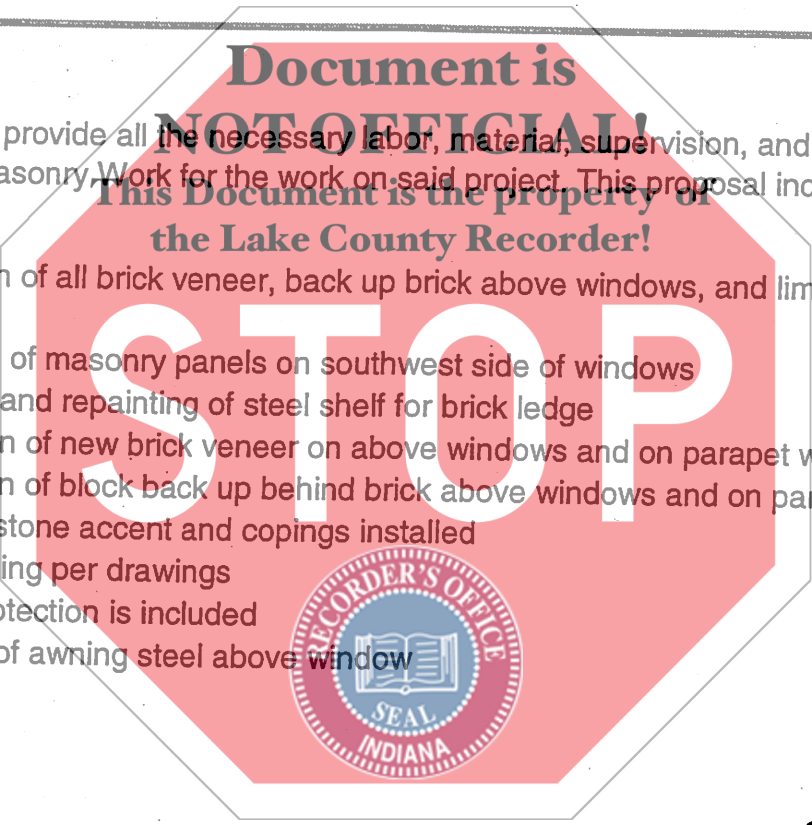 Document is
NOT OFFICIAL!
provide all the necessary labor, material, supervision, and
asonry Work for the work on said project. This proposal inc
This Document is the property of
the Lake County Recorder!
n of all brick veneer, back up brick above windows, and lim
STOP
of masonry panels on southwest side of windows
and repainting of steel shelf for brick ledge
n of new brick veneer on above windows and on parapet w
n of block back up behind brick above windows and on par
stone accent and copings installed
ing per drawings
otection is included
of awning steel above window
RECORDER'S OFFICE
SEAL
INDIANA